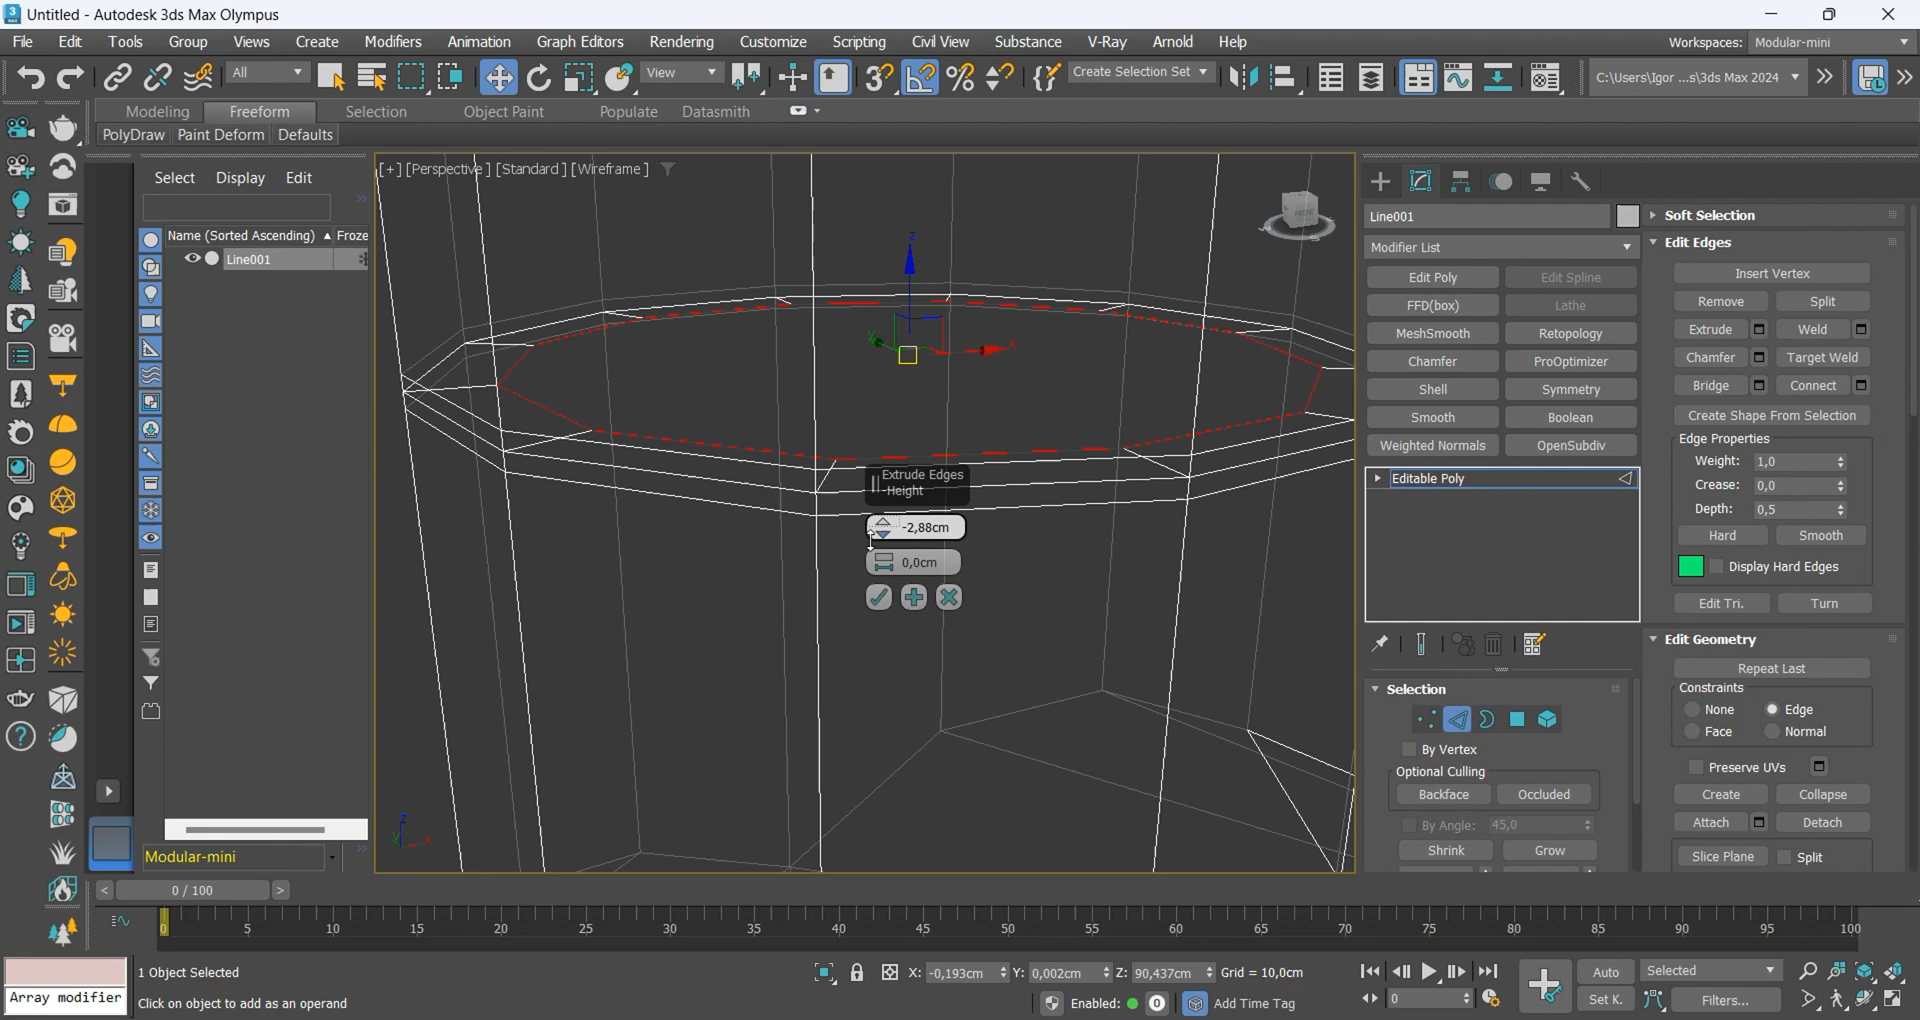 Untitled - Autodesk 3ds Max Olympus
File Edit Tools Group Views Create Modifiers Animation Graph Editors Rendering Customize Scripting Civil View Substance V-Ray Arnold Help
Workspaces: Modular-mini
All View Create Selection Set C:\Users\Igor ...s\3ds Max 2024
Modeling Freeform Selection Object Paint Populate Datasmith
PolyDraw Paint Deform Defaults
Select Display Edit
Name (Sorted Ascending) Froze
Line001
Modular-mini
[+] [Perspective ] [Standard ] [Wireframe ]
Extrude Edges
-Height
-2,88cm
0,0cm
Line001
Modifier List
Edit Poly Edit Spline
FFD(box) Lathe
MeshSmooth Retopology
Chamfer ProOptimizer
Shell Symmetry
Smooth Boolean
Weighted Normals OpenSubdiv
Editable Poly
Selection
By Vertex
Optional Culling
Backface Occluded
By Angle: 45,0
Shrink Grow
Soft Selection
Edit Edges
Insert Vertex
Remove Split
Extrude Weld
Chamfer Target Weld
Bridge Connect
Create Shape From Selection
Edge Properties
Weight: 1,0
Crease: 0,0
Depth: 0,5
Hard Smooth
Display Hard Edges
Edit Tri. Turn
Edit Geometry
Repeat Last
Constraints
None Edge
Face Normal
Preserve UVs
Create Collapse
Attach Detach
Slice Plane Split
< 0 / 100 >
0 5 10 15 20 25 30 35 40 45 50 55 60 65 70 75 80 85 90 95 100
Array modifier
1 Object Selected
Click on object to add as an operand
X: -0,193cm Y: 0,002cm Z: 90,437cm Grid = 10,0cm
Enabled: 0 Add Time Tag
0
Auto Selected
Set K. Filters...